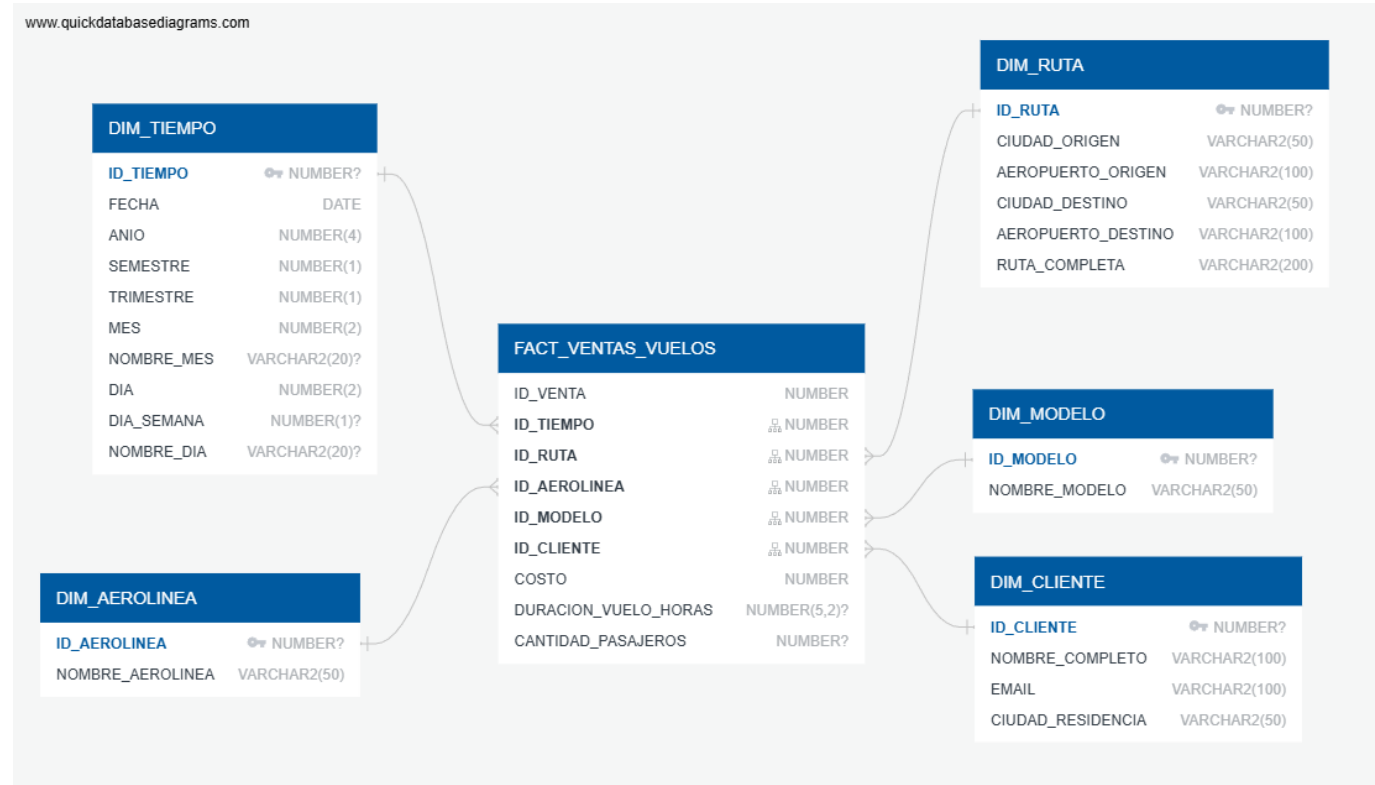 www.quickdatabasediagrams.com
DIM_TIEMPO
ID_TIEMPO NUMBER?
FECHA DATE
ANIO NUMBER(4)
SEMESTRE NUMBER(1)
TRIMESTRE NUMBER(1)
MES NUMBER(2)
NOMBRE_MES VARCHAR2(20)?
DIA NUMBER(2)
DIA_SEMANA NUMBER(1)?
NOMBRE_DIA VARCHAR2(20)?
DIM_AEROLINEA
ID_AEROLINEA NUMBER?
NOMBRE_AEROLINEA VARCHAR2(50)
FACT_VENTAS_VUELOS
ID_VENTA NUMBER
ID_TIEMPO NUMBER
ID_RUTA NUMBER
ID_AEROLINEA NUMBER
ID_MODELO NUMBER
ID_CLIENTE NUMBER
COSTO NUMBER
DURACION_VUELO_HORAS NUMBER(5,2)?
CANTIDAD_PASAJEROS NUMBER?
DIM_RUTA
ID_RUTA NUMBER?
CIUDAD_ORIGEN VARCHAR2(50)
AEROPUERTO_ORIGEN VARCHAR2(100)
CIUDAD_DESTINO VARCHAR2(50)
AEROPUERTO_DESTINO VARCHAR2(100)
RUTA_COMPLETA VARCHAR2(200)
DIM_MODELO
ID_MODELO NUMBER?
NOMBRE_MODELO VARCHAR2(50)
DIM_CLIENTE
ID_CLIENTE NUMBER?
NOMBRE_COMPLETO VARCHAR2(100)
EMAIL VARCHAR2(100)
CIUDAD_RESIDENCIA VARCHAR2(50)